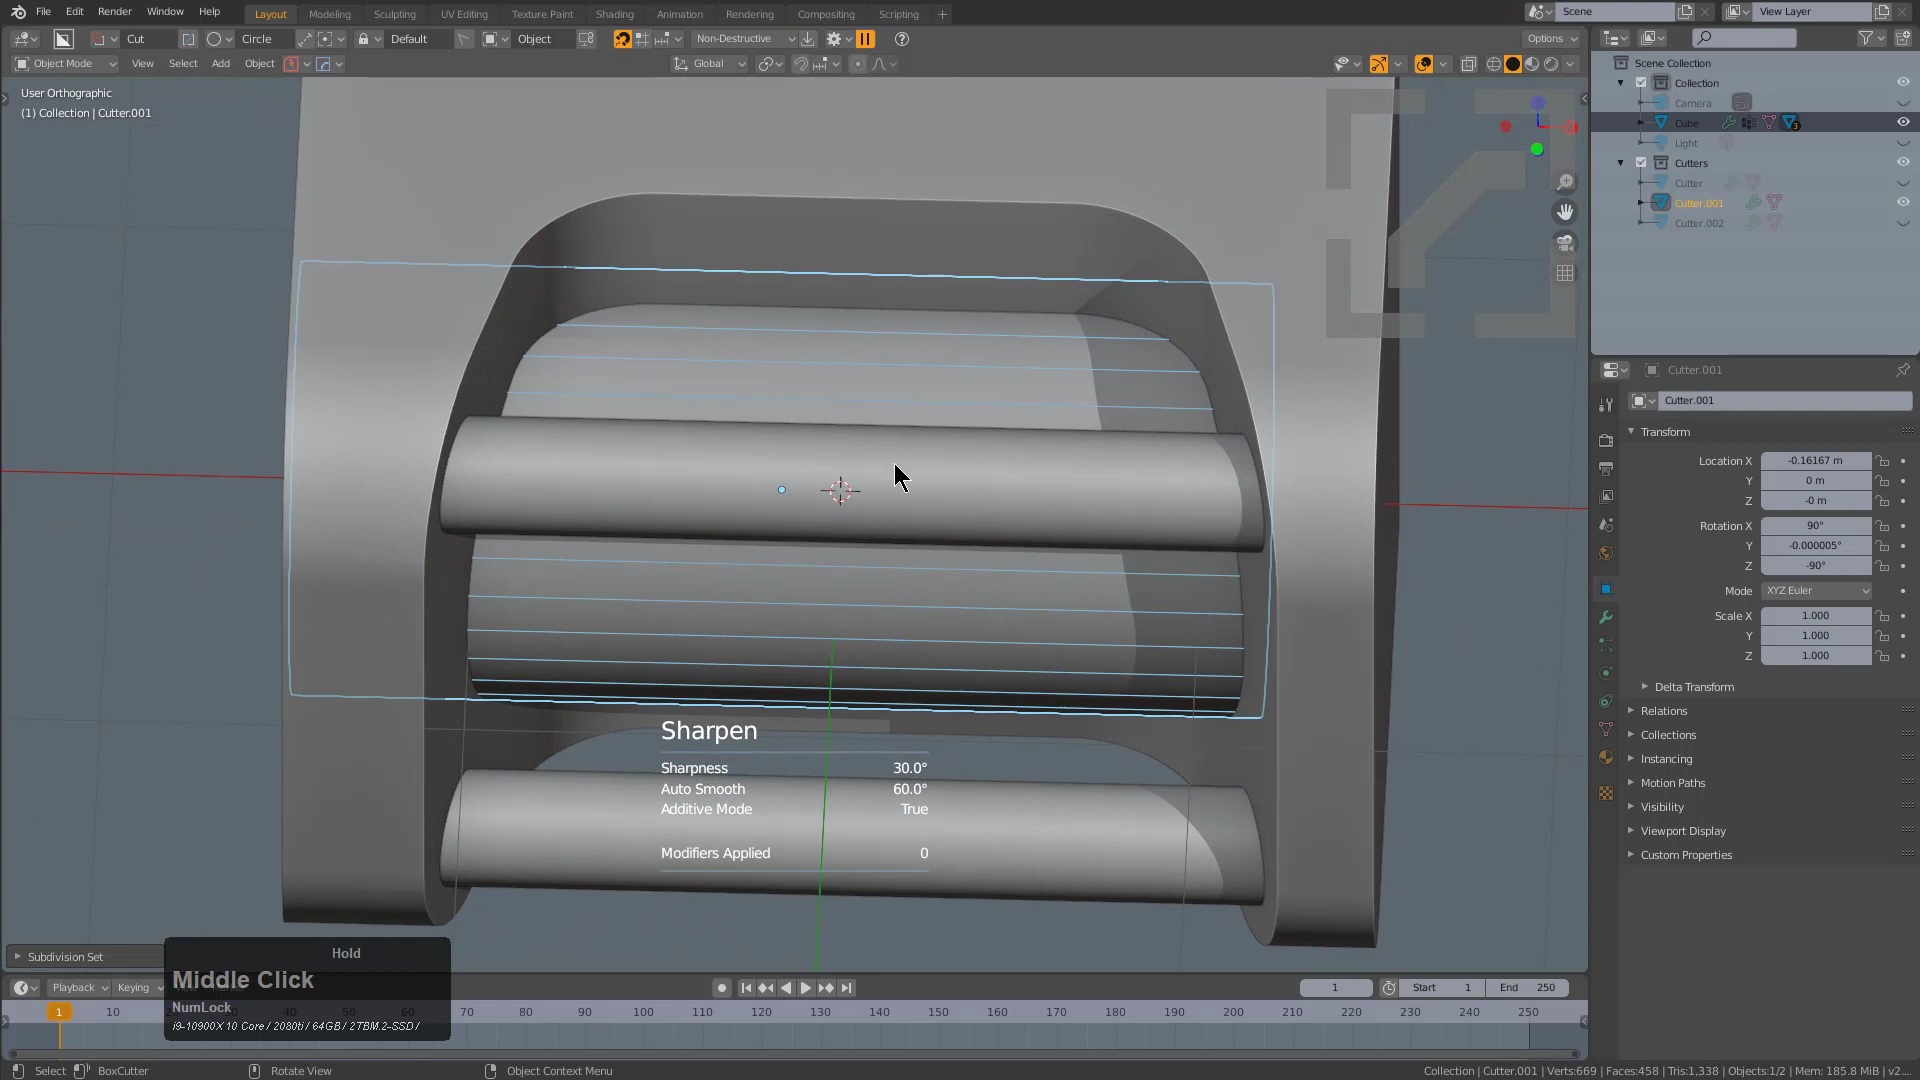 File Edit Render Window Help Layout Modeling Sculpting UV Editing Texture Paint Shading Animation Rendering Compositing Scripting + Scene View Layer
Cut Circle Default Object Non-Destructive Options
Object Mode View Select Add Object Global
User Orthographic
(1) Collection | Cutter.001
Scene Collection
Collection
Camera
Cube 3
Light
Cutters
Cutter
Cutter.001
Cutter.002
Cutter.001
Cutter.001
Transform
Location X -0.16167 m
Y 0 m
Z -0 m
Rotation X 90°
Y -0.000005°
Z -90°
Mode XYZ Euler
Scale X 1.000
Y 1.000
Z 1.000
Delta Transform
Relations
Collections
Instancing
Motion Paths
Visibility
Viewport Display
Custom Properties
Sharpen
Sharpness 30.0°
Auto Smooth 60.0°
Additive Mode True
Modifiers Applied 0
Subdivision Set
Hold
Middle Click
NumLock
i9-10900X 10 Core / 2080ti / 64GB / 2TBM.2-SSD /
Playback Keying 1 Start 1 End 250
1 10 40 50 60 70 80 90 100 110 120 130 140 150 160 170 180 190 200 210 220 230 240 250
Select BoxCutter Rotate View Object Context Menu Collection | Cutter.001 | Verts:669 | Faces:458 | Tris:1,338 | Objects:1/2 | Mem: 185.8 MiB | v2....